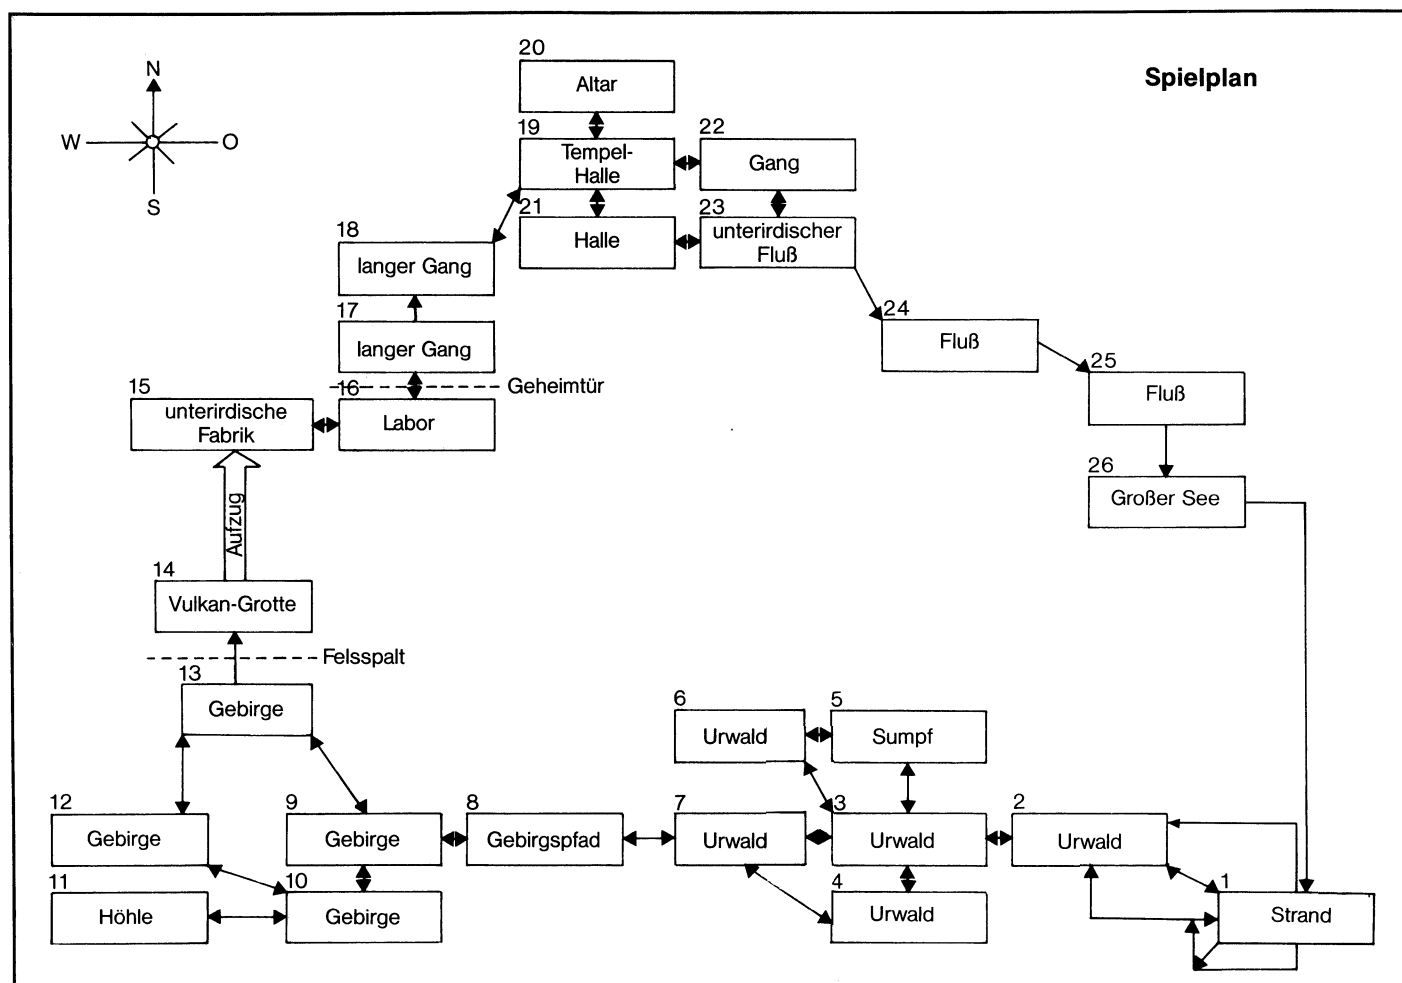 Spielplan
N
W
O
S
20
Altar
19
Tempel-
Halle
22
Gang
21
Halle
23
unterirdischer
Fluß
18
langer Gang
17
langer Gang
24
Fluß
25
Fluß
Geheimtür
15
unterirdische
Fabrik
16
Labor
26
Großer See
Aufzug
14
Vulkan-Grotte
Felsspalt
13
Gebirge
6
Urwald
5
Sumpf
12
Gebirge
9
Gebirge
8
Gebirgspfad
7
Urwald
3
Urwald
2
Urwald
11
Höhle
10
Gebirge
4
Urwald
1
Strand